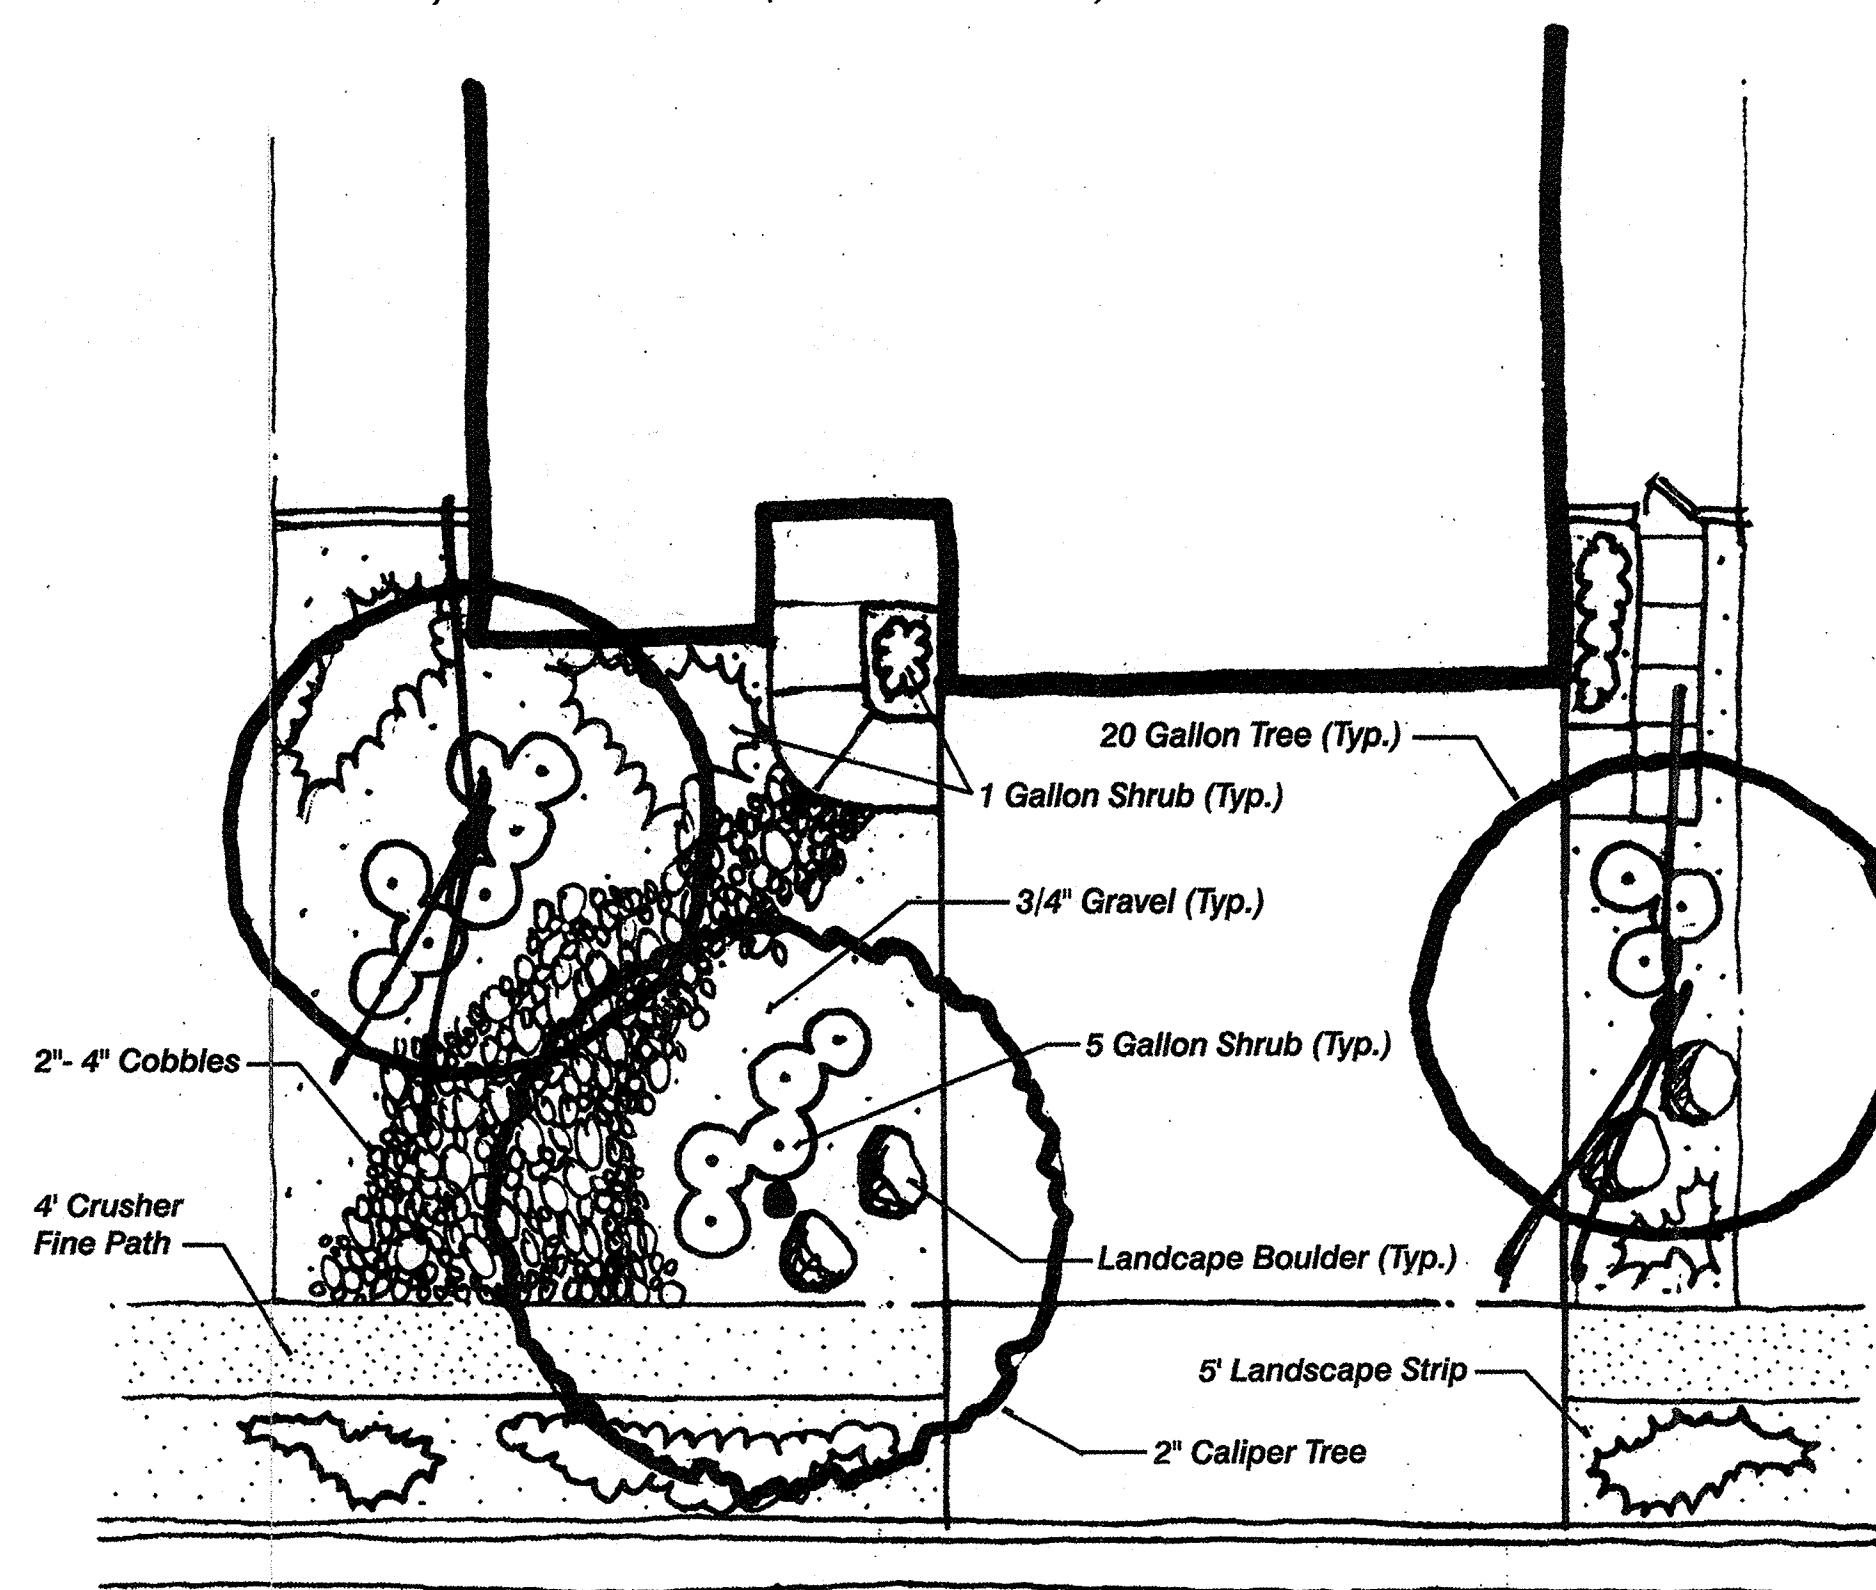 20 Gallon Tree (Typ.)
1 Gallon Shrub (Typ.)
3/4" Gravel (Typ.)
5 Gallon Shrub (Typ.)
2"- 4" Cobbles
4' Crusher
Fine Path
Landcape Boulder (Typ.)
5' Landscape Strip
2" Caliper Tree